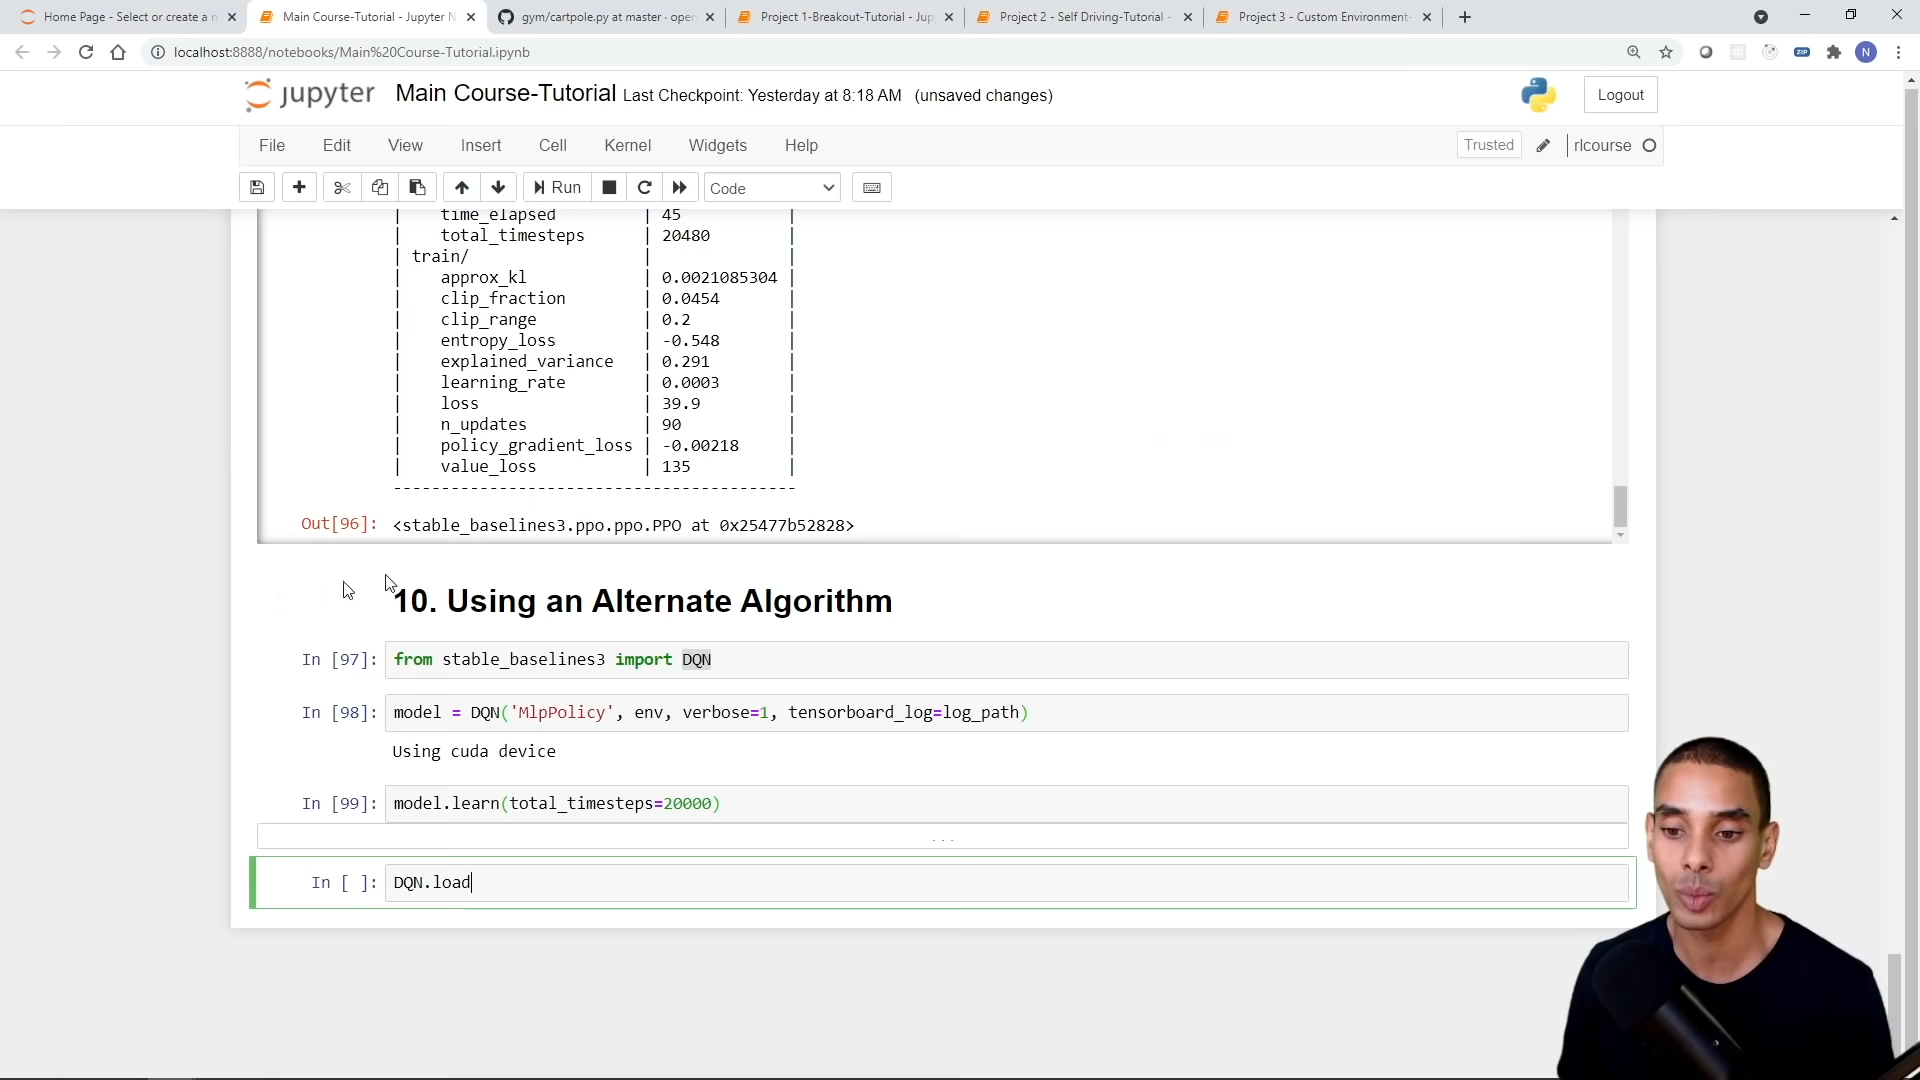 Home Page - Select or create a n
Main Course-Tutorial - Jupyter N
gym/cartpole.py at master · oper
Project 1-Breakout-Tutorial - Jup
Project 2 - Self Driving-Tutorial -
Project 3 - Custom Environment-
localhost:8888/notebooks/Main%20Course-Tutorial.ipynb
ZIP
N
jupyter Main Course-Tutorial Last Checkpoint: Yesterday at 8:18 AM (unsaved changes)
Logout
File Edit View Insert Cell Kernel Widgets Help
Trusted
rlcourse
Run
Code
| time_elapsed | 45 |
| total_timesteps | 20480 |
| train/ | |
| approx_kl | 0.0021085304 |
| clip_fraction | 0.0454 |
| clip_range | 0.2 |
| entropy_loss | -0.548 |
| explained_variance | 0.291 |
| learning_rate | 0.0003 |
| loss | 39.9 |
| n_updates | 90 |
| policy_gradient_loss | -0.00218 |
| value_loss | 135 |
------------------------------------------
Out[96]: <stable_baselines3.ppo.ppo.PPO at 0x25477b52828>
10. Using an Alternate Algorithm
In [97]: from stable_baselines3 import DQN
In [98]: model = DQN('MlpPolicy', env, verbose=1, tensorboard_log=log_path)
Using cuda device
In [99]: model.learn(total_timesteps=20000)
...
In [ ]: DQN.load